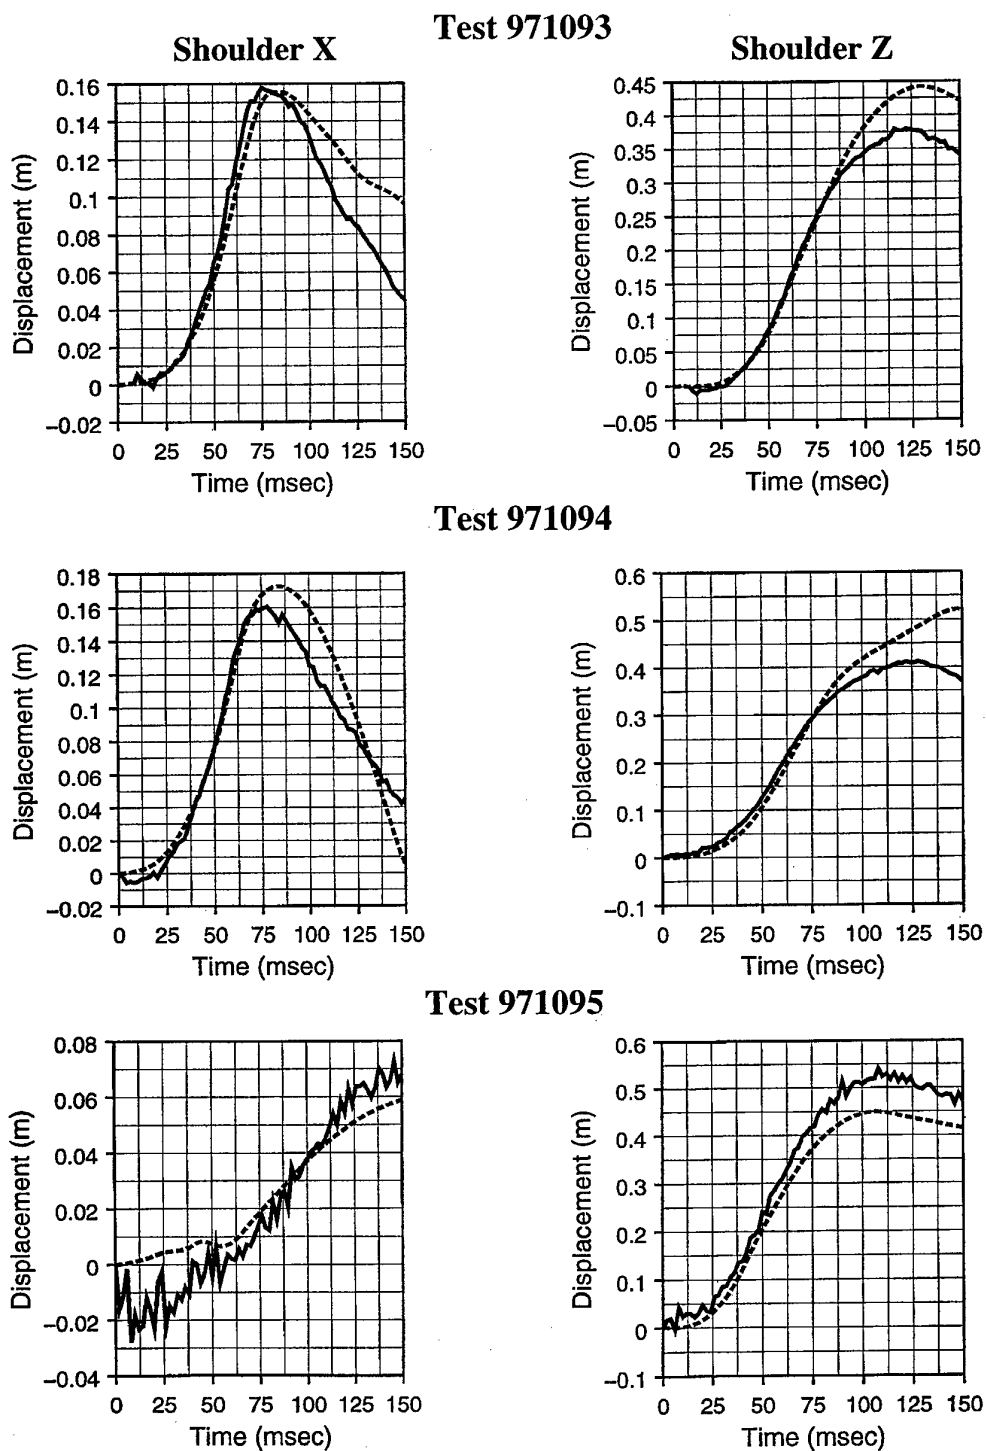 Test 971093
Shoulder X
Shoulder Z
Displacement (m)
0.16
0.14
0.12
0.1
0.08
0.06
0.04
0.02
0
−0.02
0 25 50 75 100 125 150
Time (msec)
Displacement (m)
0.45
0.4
0.35
0.3
0.25
0.2
0.15
0.1
0.05
0
−0.05
0 25 50 75 100 125 150
Time (msec)
Test 971094
Displacement (m)
0.18
0.16
0.14
0.12
0.1
0.08
0.06
0.04
0.02
0
−0.02
0 25 50 75 100 125 150
Time (msec)
Displacement (m)
0.6
0.5
0.4
0.3
0.2
0.1
0
−0.1
0 25 50 75 100 125 150
Time (msec)
Test 971095
Displacement (m)
0.08
0.06
0.04
0.02
0
−0.02
−0.04
0 25 50 75 100 125 150
Time (msec)
Displacement (m)
0.6
0.5
0.4
0.3
0.2
0.1
0
−0.1
0 25 50 75 100 125 150
Time (msec)